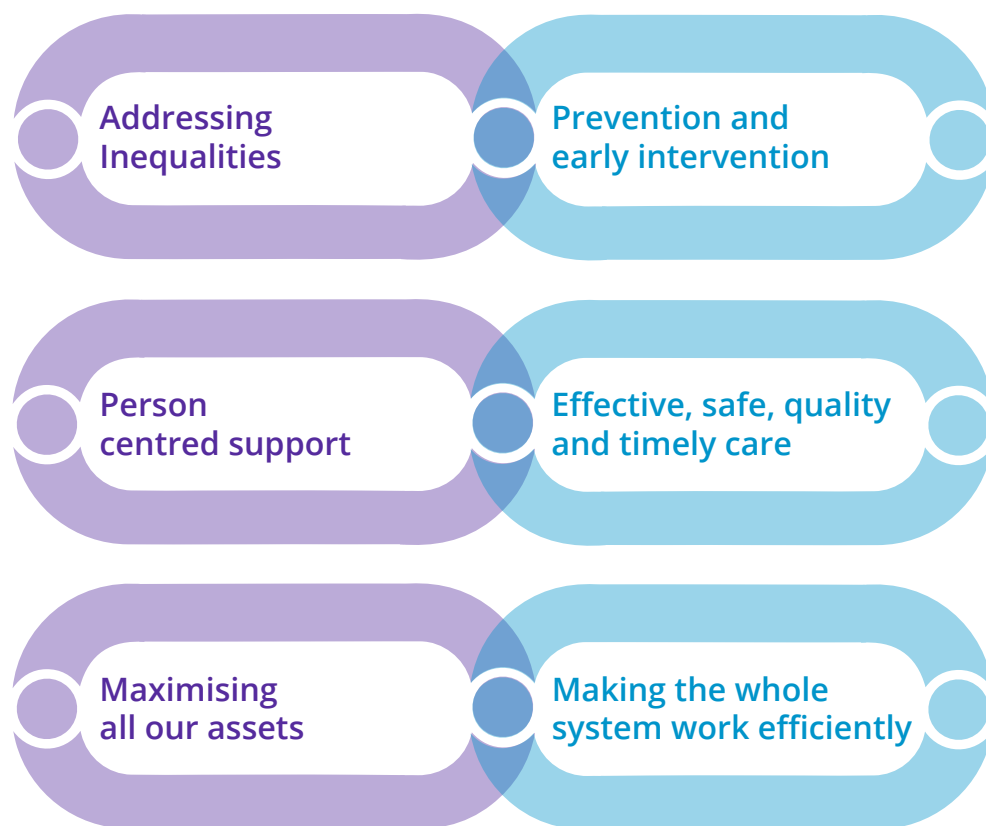 Addressing
Inequalities
Prevention and
early intervention
Person
centred support
Effective, safe, quality
and timely care
Maximising
all our assets
Making the whole
system work efficiently